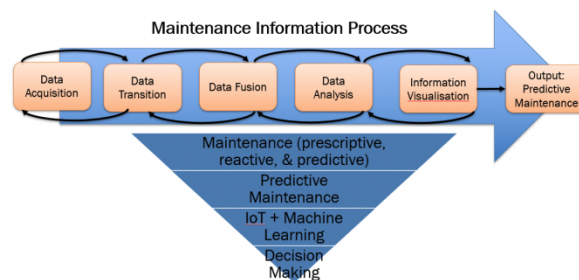 Maintenance Information Process
Data
Acquisition
Data
Transition
Data Fusion
Data
Analysis
Information
Visualisation
Output:
Predictive
Maintenance
Maintenance (prescriptive,
reactive, & predictive)
Predictive
Maintenance
IoT + Machine
Learning
Decision
Making